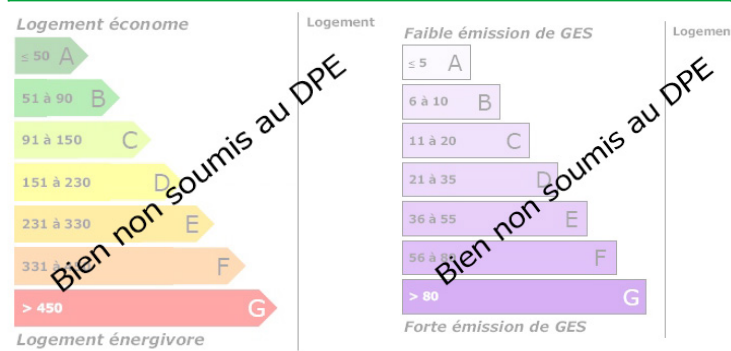 Logement économe
Logement
≤ 50 A
51 à 90 B
91 à 150 C
151 à 230 D
231 à 330 E
331 à F
> 450 G
Logement énergivore
Bien non soumis au DPE
Faible émission de GES
Logemen
≤ 5 A
6 à 10 B
11 à 20 C
21 à 35 D
36 à 55 E
56 à 80 F
> 80 G
Forte émission de GES
Bien non soumis au DPE